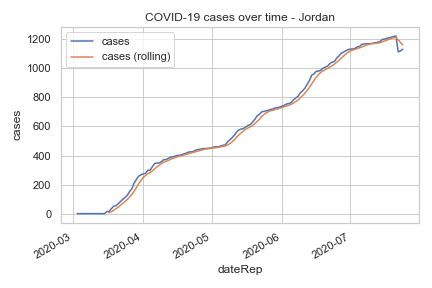 COVID-19 cases over time - Jordan
cases
cases (rolling)
1200
1000
800
600
400
200
0
cases
2020-03
2020-04
2020-05
2020-06
2020-07
dateRep